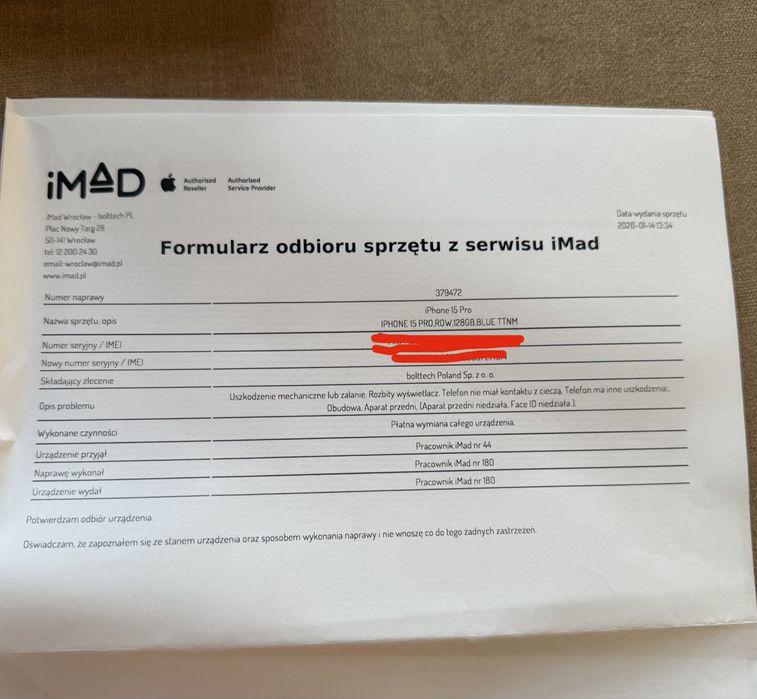 iMAD
Authorised Reseller
Authorised Service Provider
iMad Wrocław - bolttech PL
Plac Nowy Targ 28
50-141 Wrocław
tel: 12 200 24 30
email: wroclaw@imad.pl
www.imad.pl
Data wydania sprzętu
2026-01-14 13:34
Formularz odbioru sprzętu z serwisu iMad
Numer naprawy 379472
Nazwa sprzętu, opis iPhone 15 Pro
IPHONE 15 PRO,ROW,128GB,BLUE TTNM
Numer seryjny / IMEI
Nowy numer seryjny / IMEI
Składający zlecenie bolttech Poland Sp. z o. o.
Opis problemu Uszkodzenie mechaniczne lub zalanie. Rozbity wyświetlacz. Telefon nie miał kontaktu z cieczą. Telefon ma inne uszkodzenia:.
Obudowa, Aparat przedni, (Aparat przedni niedziała, Face ID niedziała ).
Wykonane czynności Płatna wymiana całego urządzenia.
Urządzenie przyjął Pracownik iMad nr 44
Naprawę wykonał Pracownik iMad nr 180
Urządzenie wydał Pracownik iMad nr 180
Potwierdzam odbiór urządzenia.
Oświadczam, że zapoznałem się ze stanem urządzenia oraz sposobem wykonania naprawy i nie wnoszę co do tego żadnych zastrzeżeń.